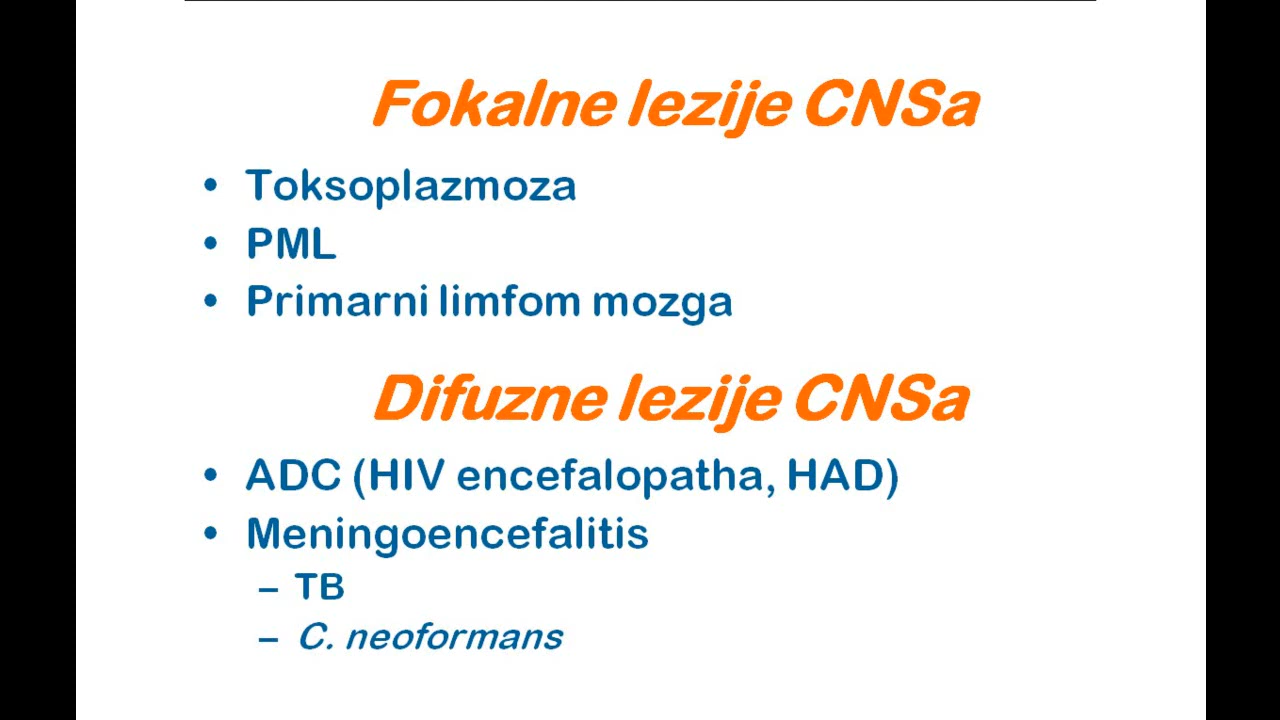 Fokalne lezije CNSa
• Toksoplazmoza
• PML
• Primarni limfom mozga
Difuzne lezije CNSa
• ADC (HIV encefalopatha, HAD)
• Meningoencefalitis
– TB
– C. neoformans